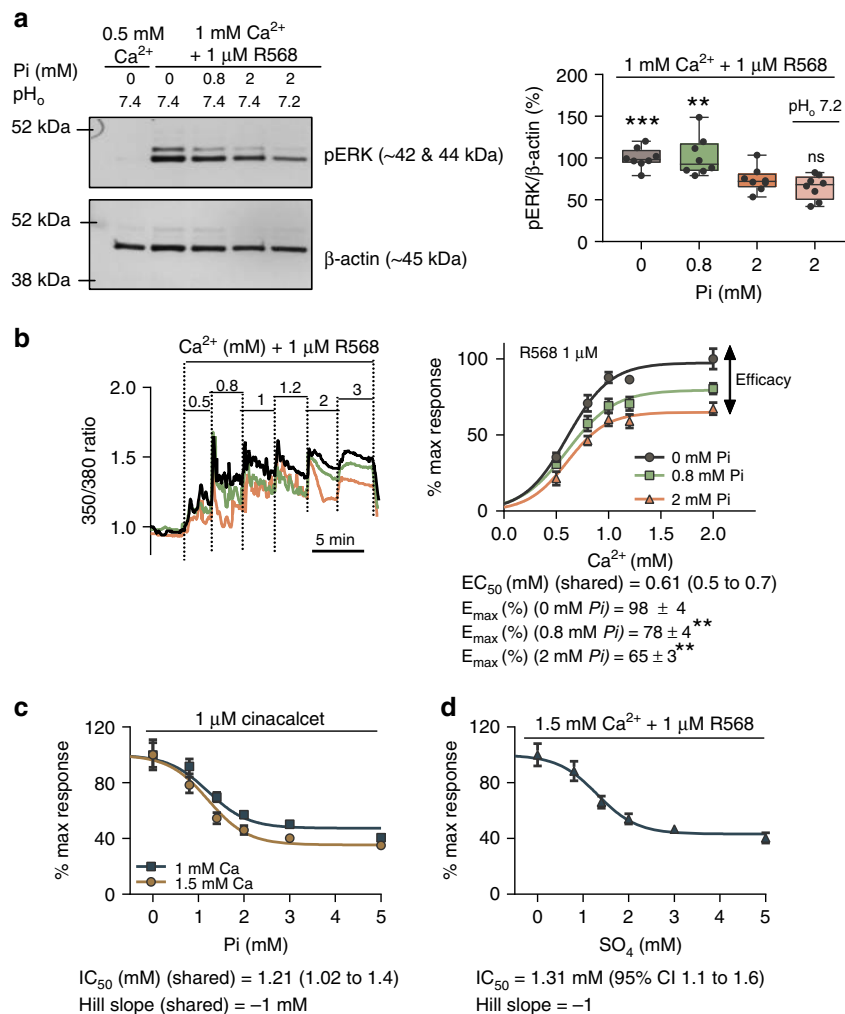 a
0.5 mM
Ca²⁺
1 mM Ca²⁺
+ 1 μM R568
Pi (mM) 0 0 0.8 2 2
pHₒ 7.4 7.4 7.4 7.4 7.2
52 kDa
pERK (~42 & 44 kDa)
52 kDa
β-actin (~45 kDa)
38 kDa
1 mM Ca²⁺ + 1 μM R568
pERK/β-actin (%)
200
150
100
50
0
***
**
pHₒ 7.2
ns
0 0.8 2 2
Pi (mM)
b
Ca²⁺ (mM) + 1 μM R568
0.5 0.8 1 1.2 2 3
350/380 ratio
2.0
1.5
1.0
5 min
R568 1 μM
% max response
100
50
0
Efficacy
0 mM Pi
0.8 mM Pi
2 mM Pi
0.0 0.5 1.0 1.5 2.0
Ca²⁺ (mM)
EC₅₀ (mM) (shared) = 0.61 (0.5 to 0.7)
Eₘₐₓ (%) (0 mM Pi) = 98 ± 4
Eₘₐₓ (%) (0.8 mM Pi) = 78 ± 4**
Eₘₐₓ (%) (2 mM Pi) = 65 ± 3**
c
1 μM cinacalcet
% max response
120
80
40
0
1 mM Ca
1.5 mM Ca
0 1 2 3 4 5
Pi (mM)
IC₅₀ (mM) (shared) = 1.21 (1.02 to 1.4)
Hill slope (shared) = –1 mM
d
1.5 mM Ca²⁺ + 1 μM R568
% max response
120
80
40
0
0 1 2 3 4 5
SO₄ (mM)
IC₅₀ = 1.31 mM (95% CI 1.1 to 1.6)
Hill slope = –1